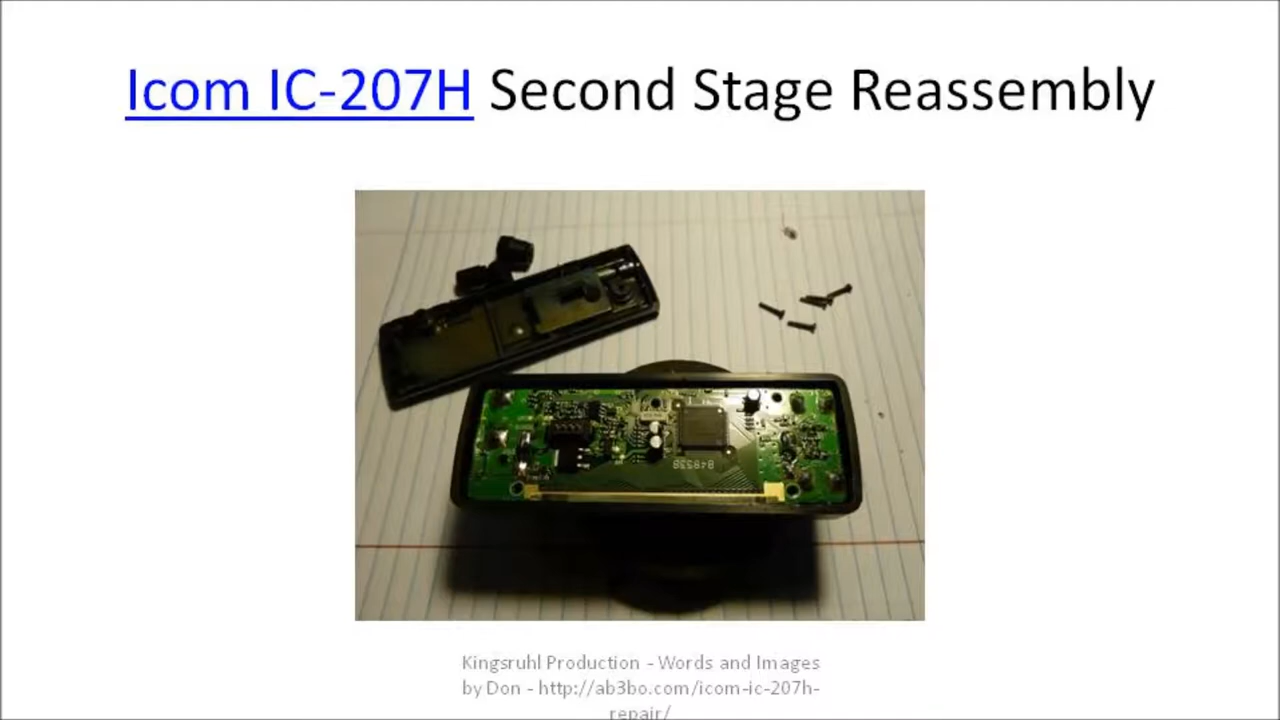 Icom IC-207H Second Stage Reassembly
B4853B
Kingsruhl Production - Words and Images
by Don - http://ab3bo.com/icom-ic-207h-
repair/